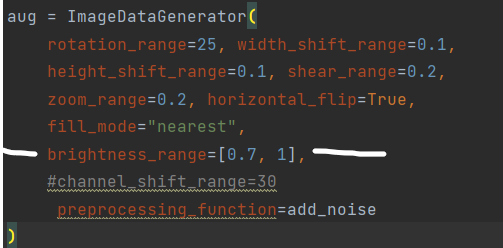 aug = ImageDataGenerator(
rotation_range=25, width_shift_range=0.1,
height_shift_range=0.1, shear_range=0.2,
zoom_range=0.2, horizontal_flip=True,
fill_mode="nearest",
brightness_range=[0.7, 1],
#channel_shift_range=30
preprocessing_function=add_noise
)